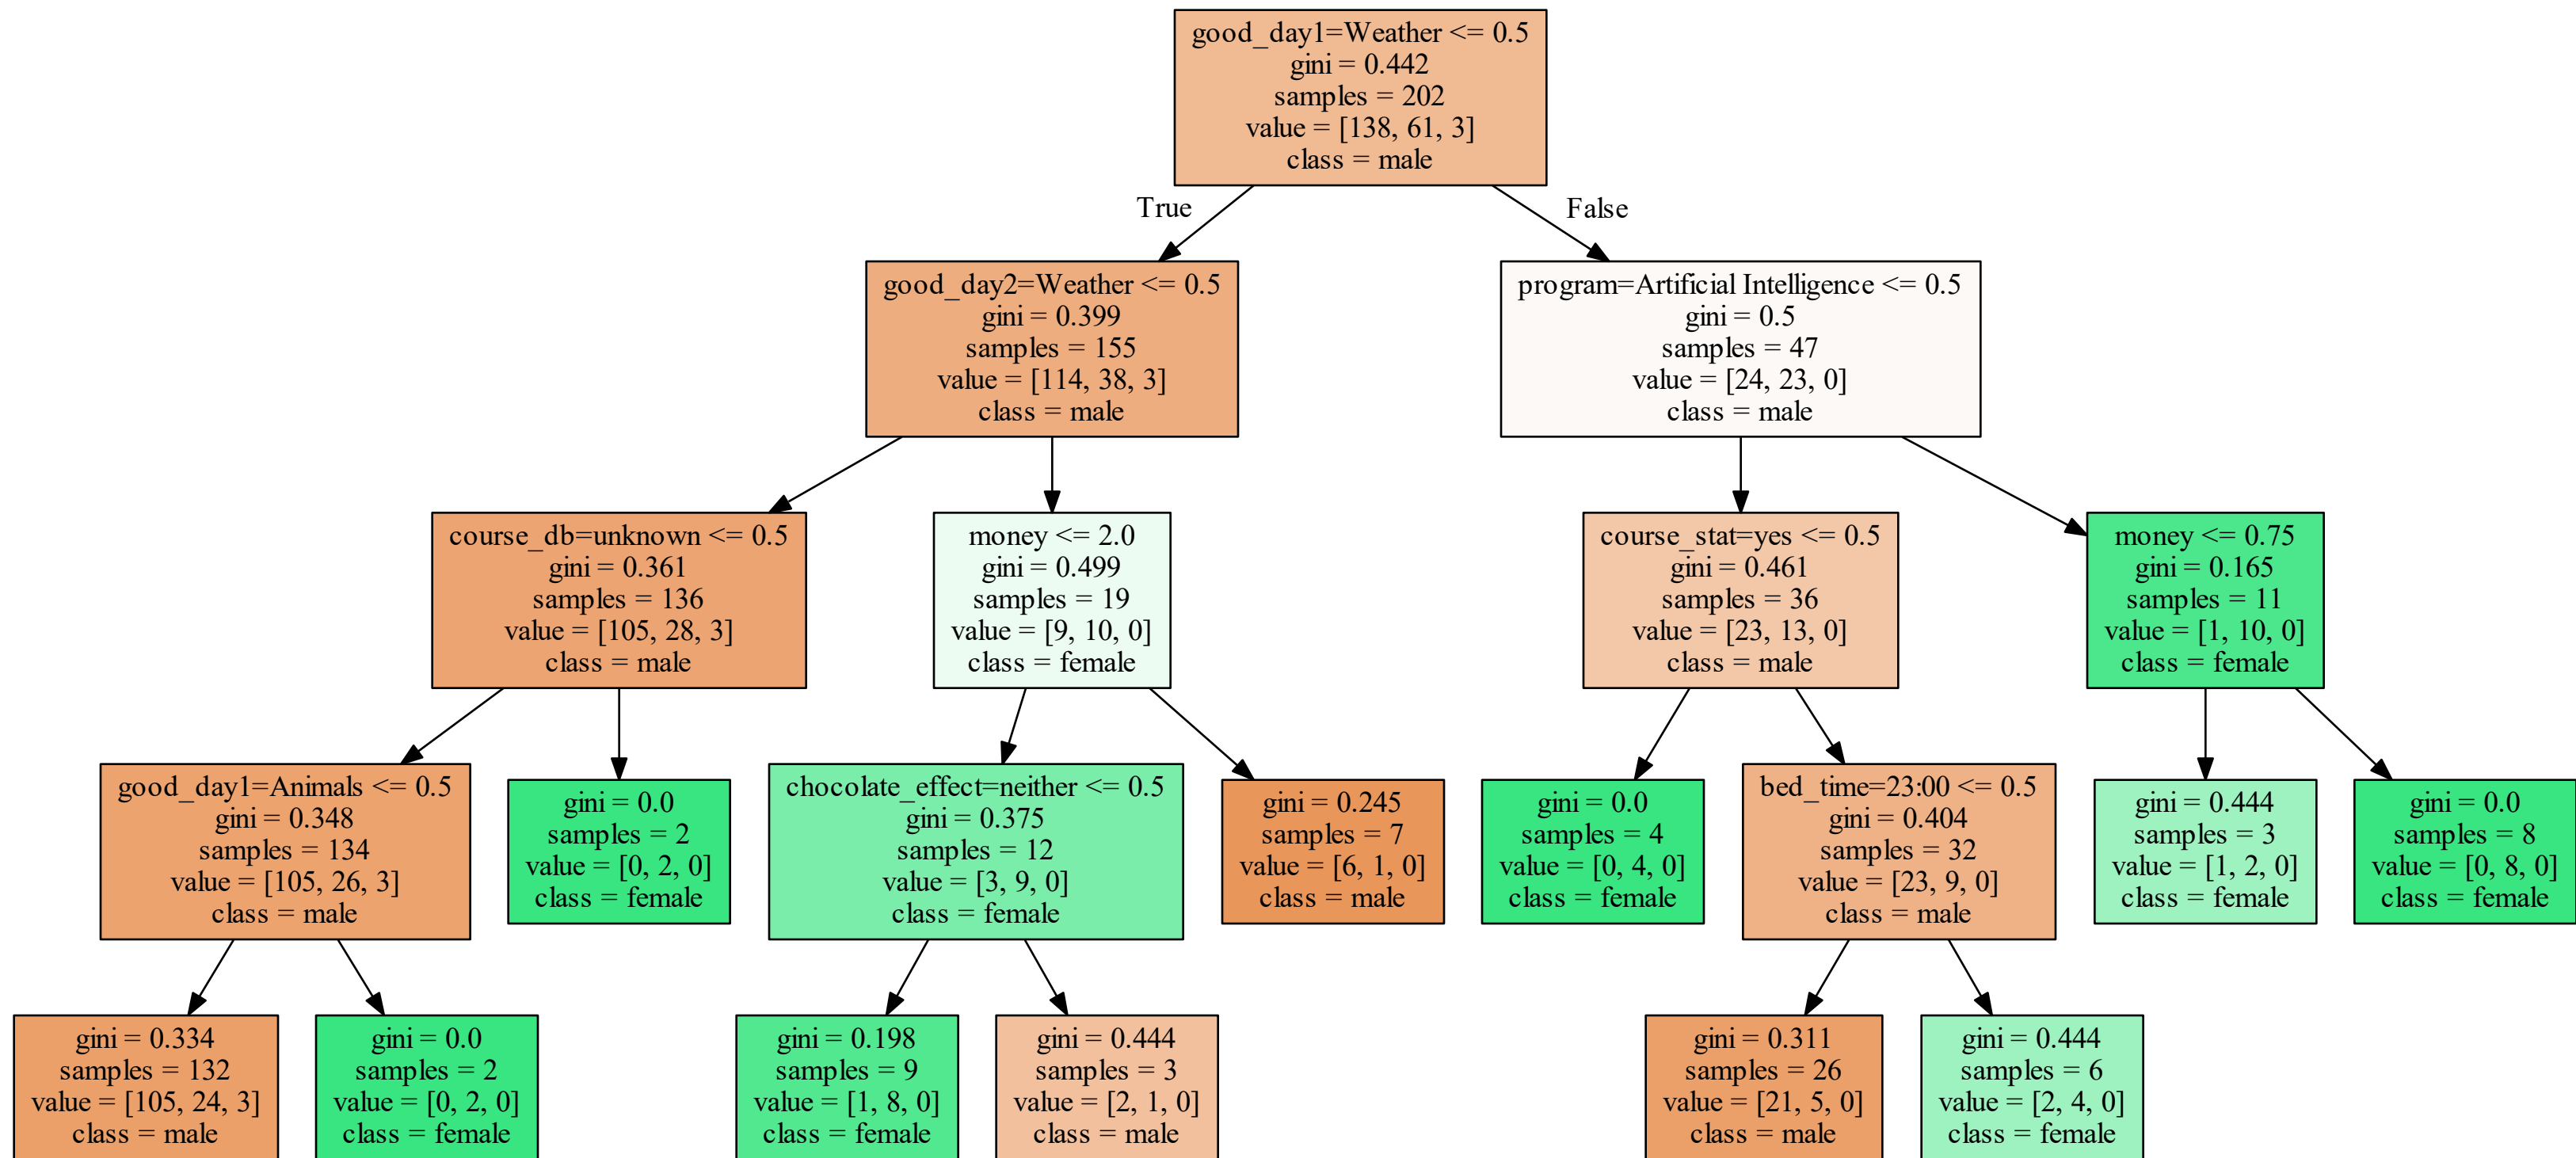 good_day1=Weather <= 0.5
gini = 0.442
samples = 202
value = [138, 61, 3]
class = male
True
False
good_day2=Weather <= 0.5
gini = 0.399
samples = 155
value = [114, 38, 3]
class = male
program=Artificial Intelligence <= 0.5
gini = 0.5
samples = 47
value = [24, 23, 0]
class = male
course_db=unknown <= 0.5
gini = 0.361
samples = 136
value = [105, 28, 3]
class = male
money <= 2.0
gini = 0.499
samples = 19
value = [9, 10, 0]
class = female
course_stat=yes <= 0.5
gini = 0.461
samples = 36
value = [23, 13, 0]
class = male
money <= 0.75
gini = 0.165
samples = 11
value = [1, 10, 0]
class = female
good_day1=Animals <= 0.5
gini = 0.348
samples = 134
value = [105, 26, 3]
class = male
gini = 0.0
samples = 2
value = [0, 2, 0]
class = female
chocolate_effect=neither <= 0.5
gini = 0.375
samples = 12
value = [3, 9, 0]
class = female
gini = 0.245
samples = 7
value = [6, 1, 0]
class = male
gini = 0.0
samples = 4
value = [0, 4, 0]
class = female
bed_time=23:00 <= 0.5
gini = 0.404
samples = 32
value = [23, 9, 0]
class = male
gini = 0.444
samples = 3
value = [1, 2, 0]
class = female
gini = 0.0
samples = 8
value = [0, 8, 0]
class = female
gini = 0.334
samples = 132
value = [105, 24, 3]
class = male
gini = 0.0
samples = 2
value = [0, 2, 0]
class = female
gini = 0.198
samples = 9
value = [1, 8, 0]
class = female
gini = 0.444
samples = 3
value = [2, 1, 0]
class = male
gini = 0.311
samples = 26
value = [21, 5, 0]
class = male
gini = 0.444
samples = 6
value = [2, 4, 0]
class = female